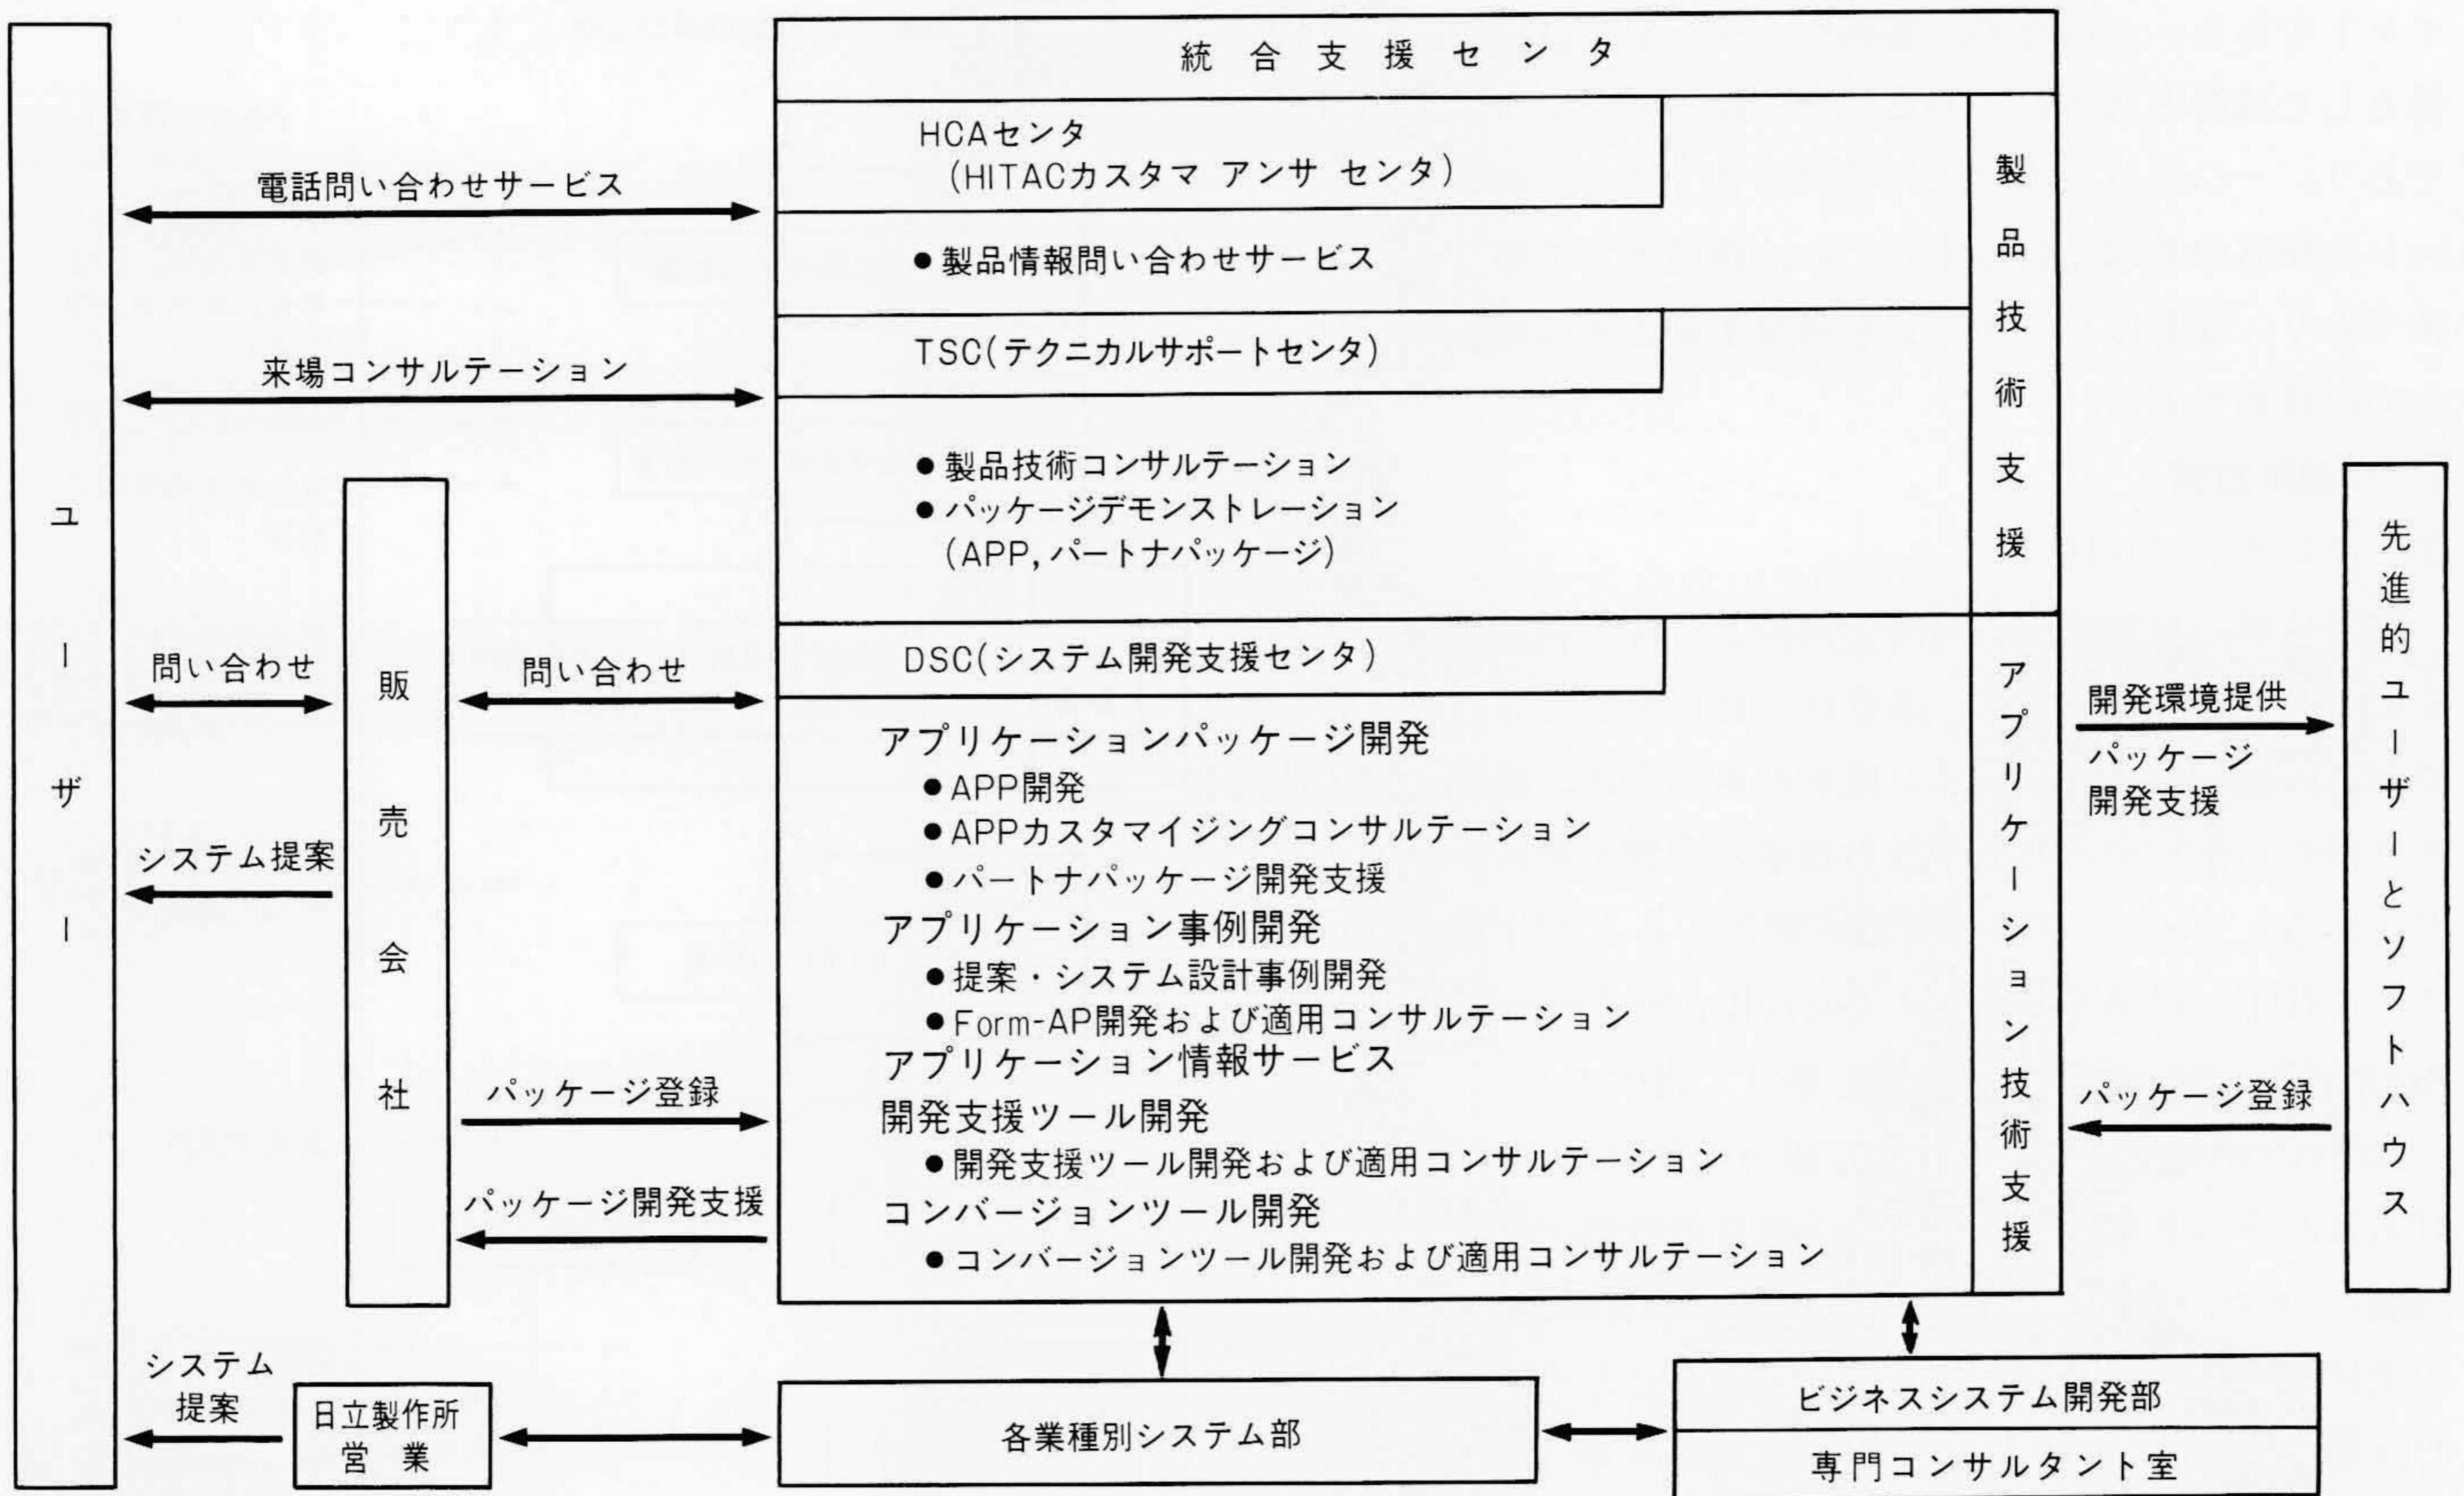 統合支援センタ
HCAセンタ
(HITACカスタマ アンサ センタ)
●製品情報問い合わせサービス
TSC(テクニカルサポートセンタ)
●製品技術コンサルテーション
●パッケージデモンストレーション
(APP, パートナパッケージ)
製品技術支援
DSC(システム開発支援センタ)
アプリケーションパッケージ開発
●APP開発
●APPカスタマイジングコンサルテーション
●パートナパッケージ開発支援
アプリケーション事例開発
●提案・システム設計事例開発
●Form-AP開発および適用コンサルテーション
アプリケーション情報サービス
開発支援ツール開発
●開発支援ツール開発および適用コンサルテーション
コンバージョンツール開発
●コンバージョンツール開発および適用コンサルテーション
アプリケーション技術支援
ユーザー
電話問い合わせサービス
来場コンサルテーション
問い合わせ
販売会社
問い合わせ
システム提案
パッケージ登録
パッケージ開発支援
システム
提案
日立製作所
営業
各業種別システム部
ビジネスシステム開発部
専門コンサルタント室
開発環境提供
パッケージ
開発支援
パッケージ登録
先進的ユーザーとソフトハウス